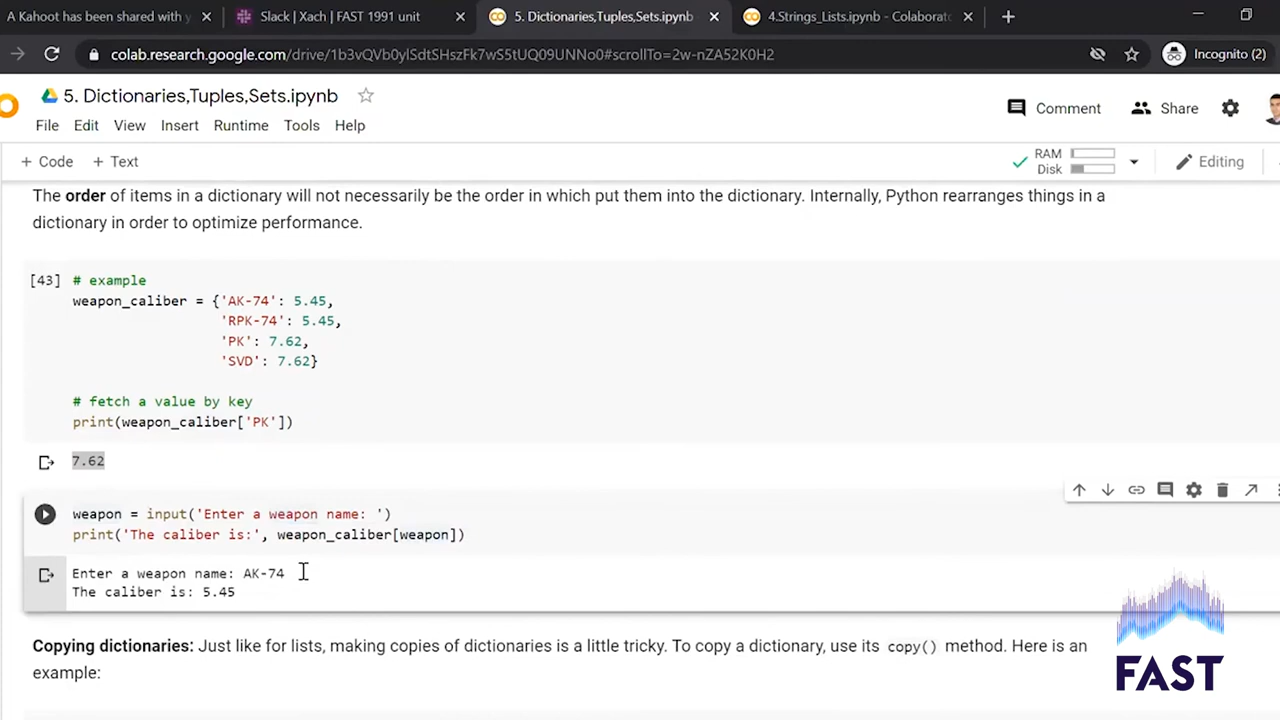 A Kahoot has been shared with y
Slack | Xach | FAST 1991 unit
5. Dictionaries,Tuples,Sets.ipynb
4.Strings_Lists.ipynb - Colaborat
colab.research.google.com/drive/1b3vQVb0ylSdtSHszFk7wS5tUQ09UNNo0#scrollTo=2w-nZA52K0H2
Incognito (2)
5. Dictionaries,Tuples,Sets.ipynb
Comment
Share
File Edit View Insert Runtime Tools Help
+ Code + Text
RAM
Disk
Editing
The order of items in a dictionary will not necessarily be the order in which put them into the dictionary. Internally, Python rearranges things in a
dictionary in order to optimize performance.
[43] # example
weapon_caliber = {'AK-74': 5.45,
'RPK-74': 5.45,
'PK': 7.62,
'SVD': 7.62}
# fetch a value by key
print(weapon_caliber['PK'])
7.62
weapon = input('Enter a weapon name: ')
print('The caliber is:', weapon_caliber[weapon])
Enter a weapon name: AK-74
The caliber is: 5.45
Copying dictionaries: Just like for lists, making copies of dictionaries is a little tricky. To copy a dictionary, use its copy() method. Here is an
example:
FAST